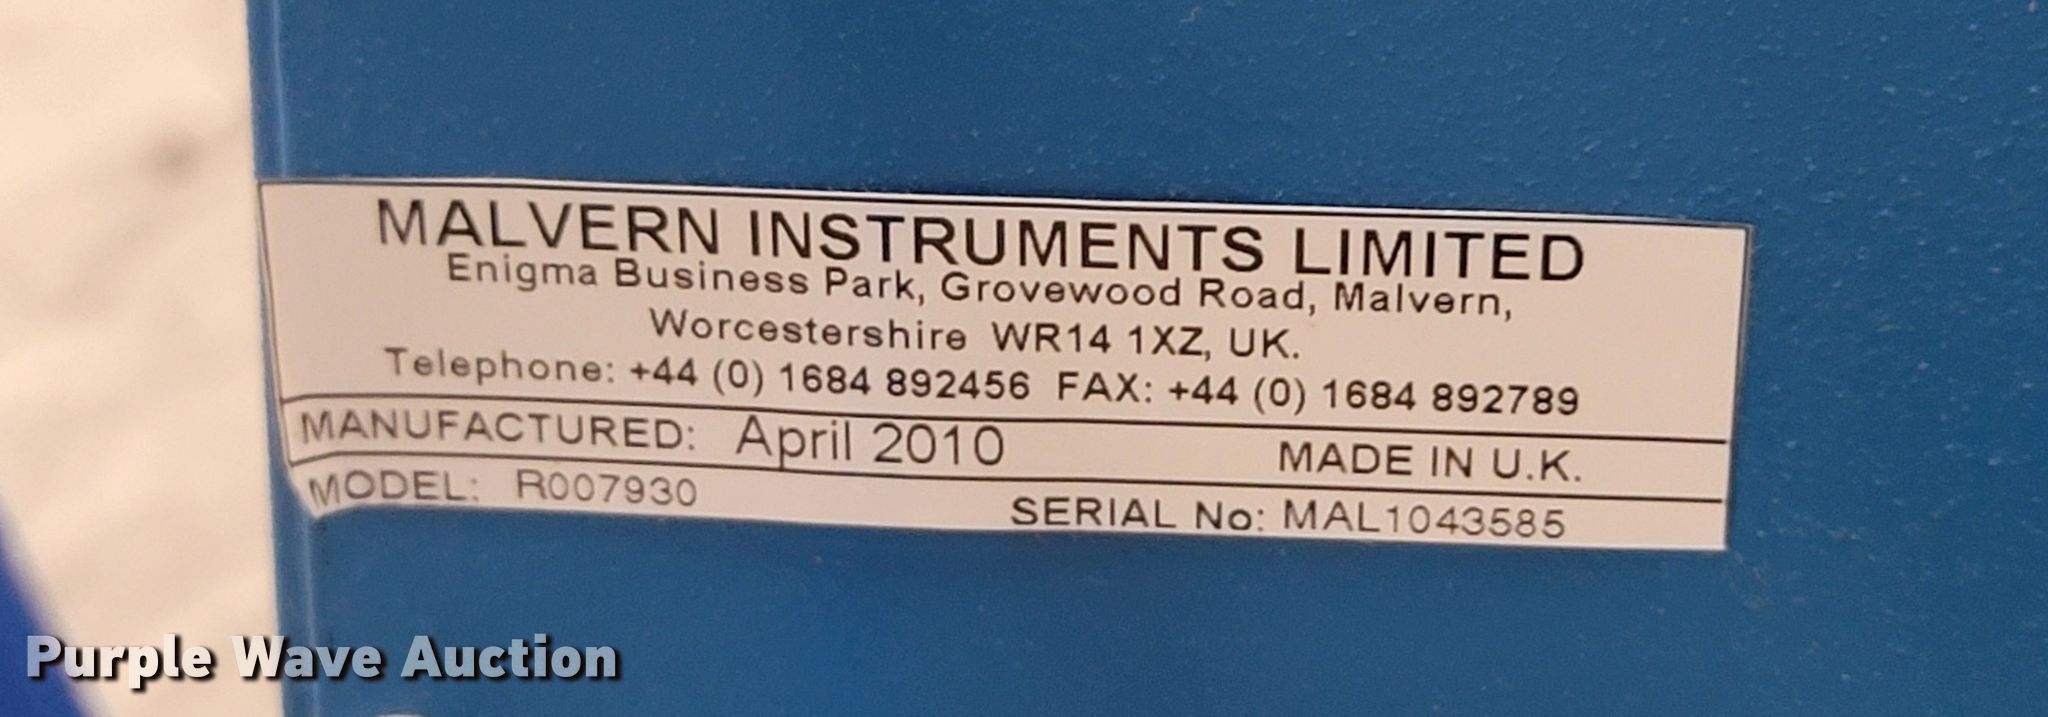 MALVERN INSTRUMENTS LIMITED
Enigma Business Park, Grovewood Road, Malvern,
Worcestershire WR14 1XZ, UK.
Telephone: +44 (0) 1684 892456 FAX: +44 (0) 1684 892789
MANUFACTURED: April 2010 MADE IN U.K.
MODEL: R007930 SERIAL No: MAL1043585
Purple Wave Auction